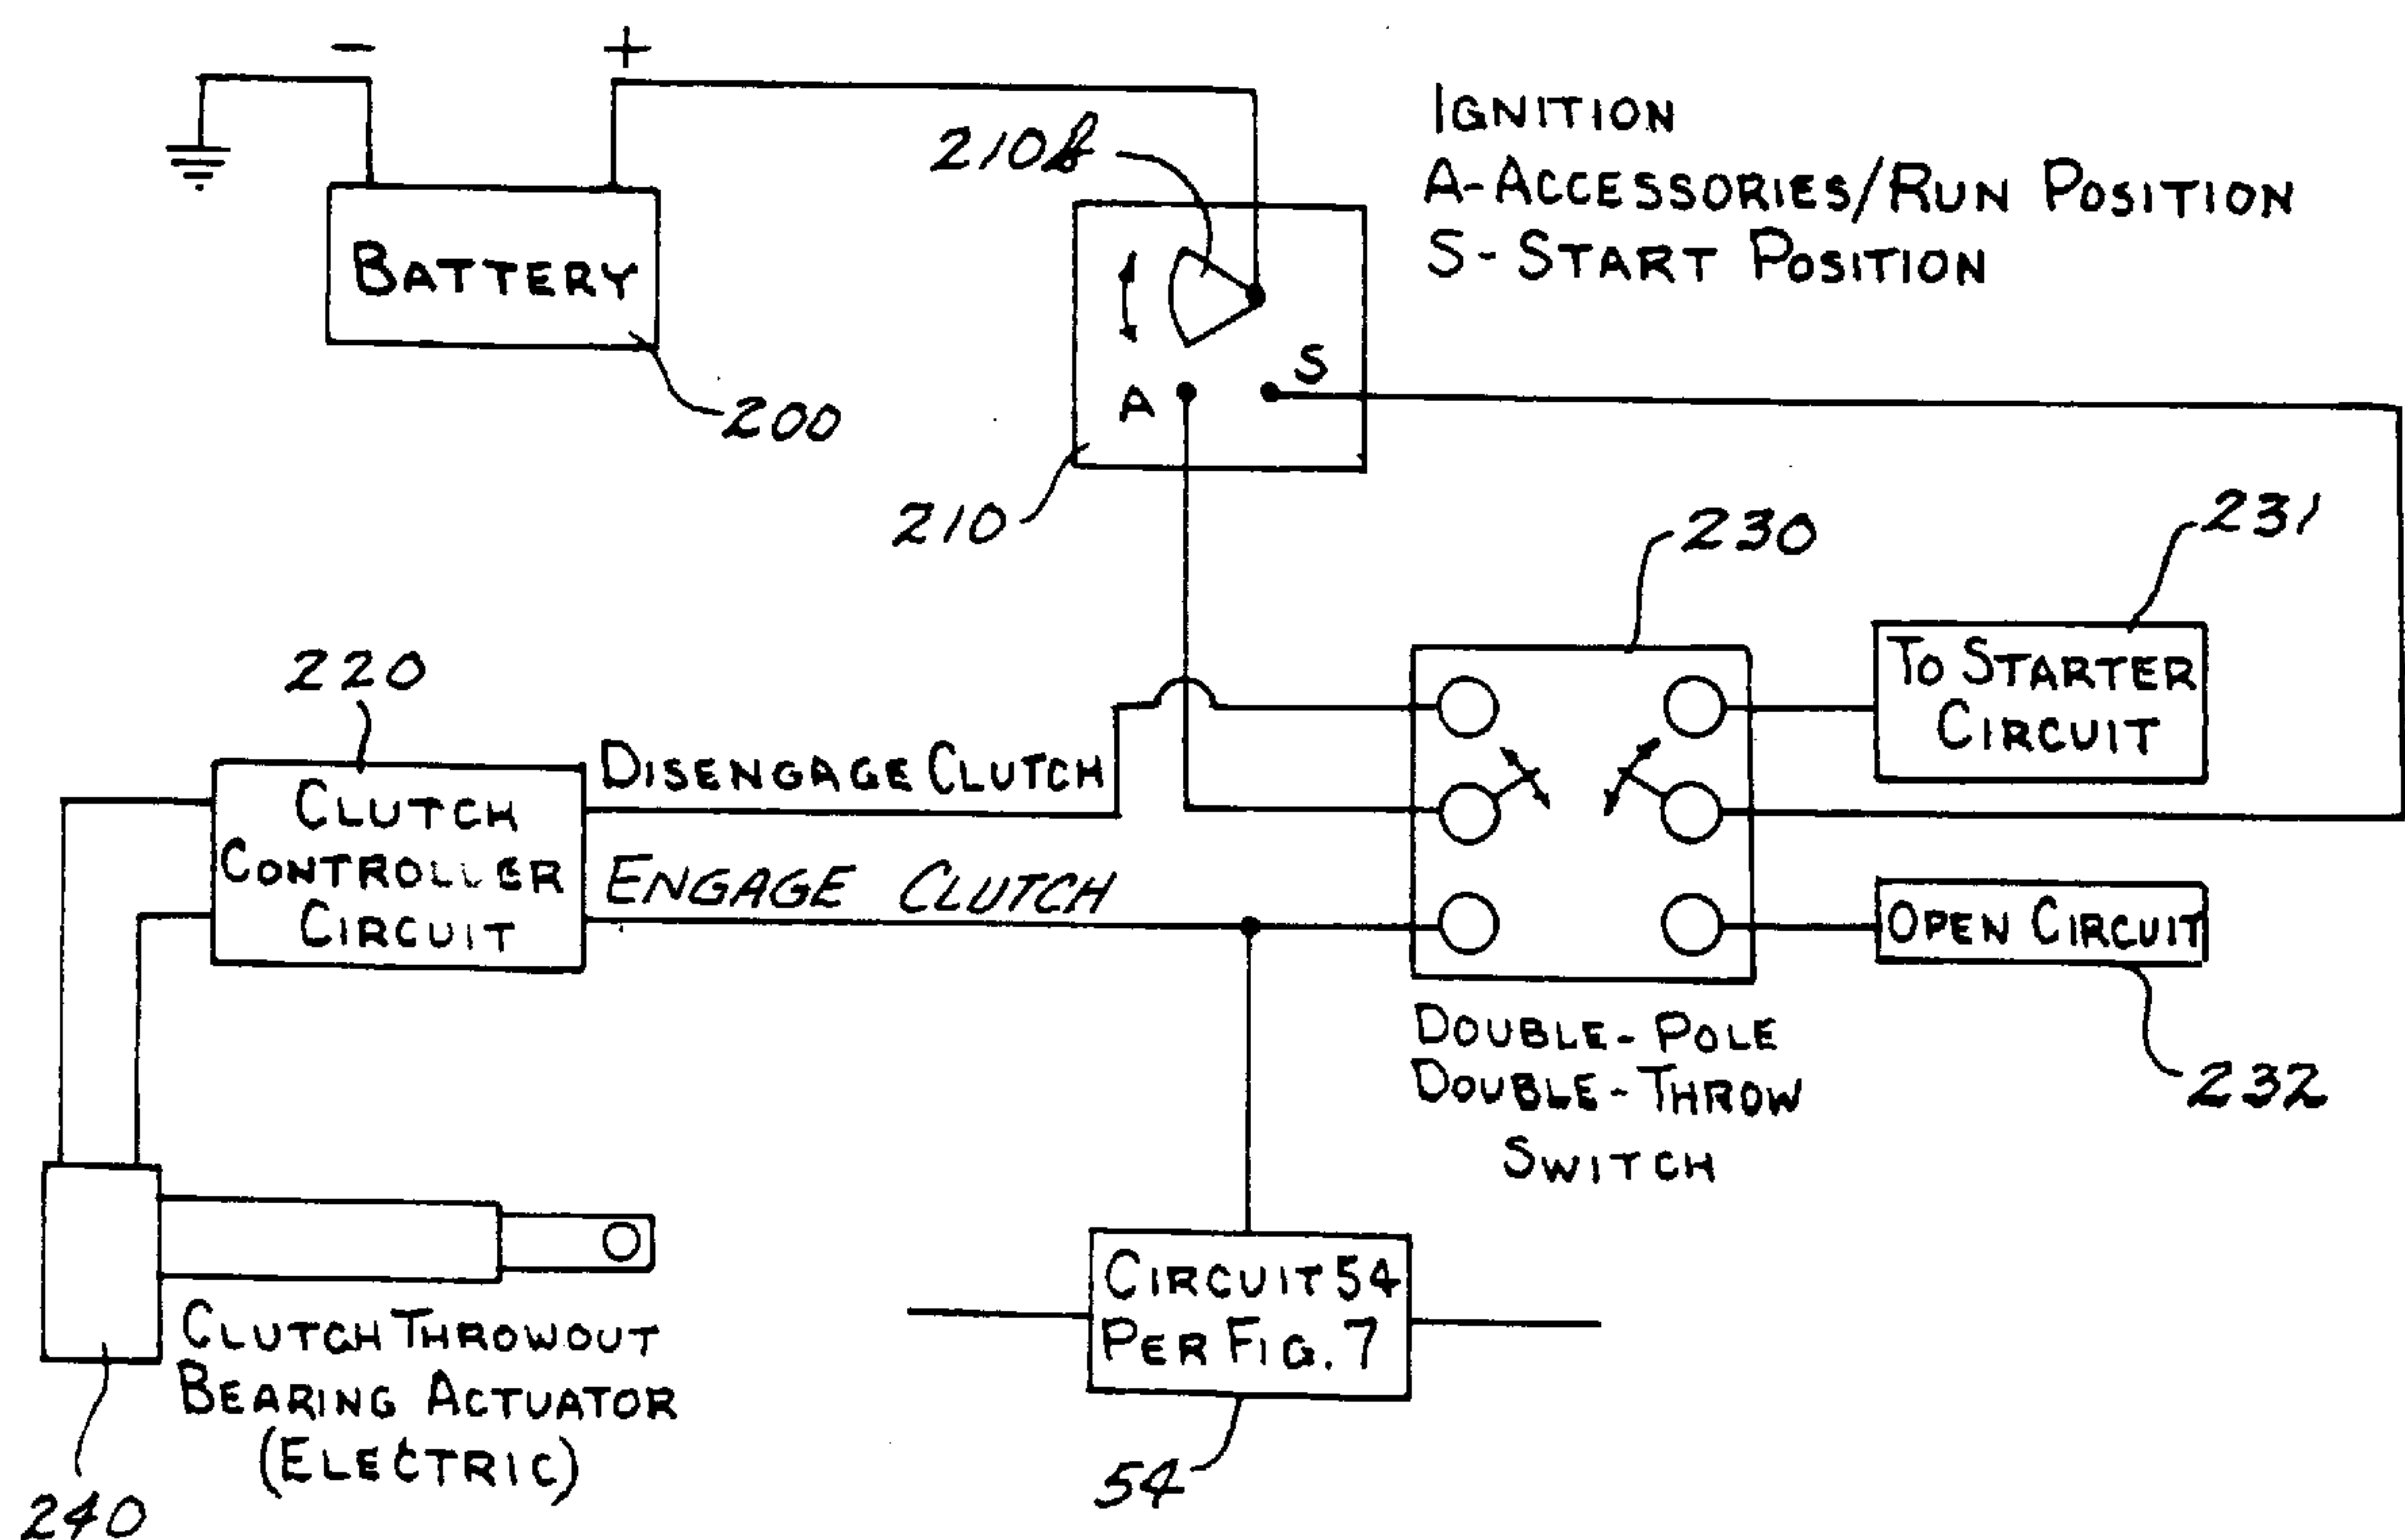 − +
IGNITION
A-ACCESSORIES/RUN POSITION
S-START POSITION
210b
BATTERY
200
A
S
210
230
231
220
TO STARTER
CIRCUIT
DISENGAGE CLUTCH
CLUTCH
CONTROLLER
CIRCUIT
ENGAGE CLUTCH
OPEN CIRCUIT
DOUBLE-POLE
DOUBLE-THROW
SWITCH
232
CIRCUIT 54
PER FIG. 7
CLUTCH THROWOUT
BEARING ACTUATOR
(ELECTRIC)
54
240